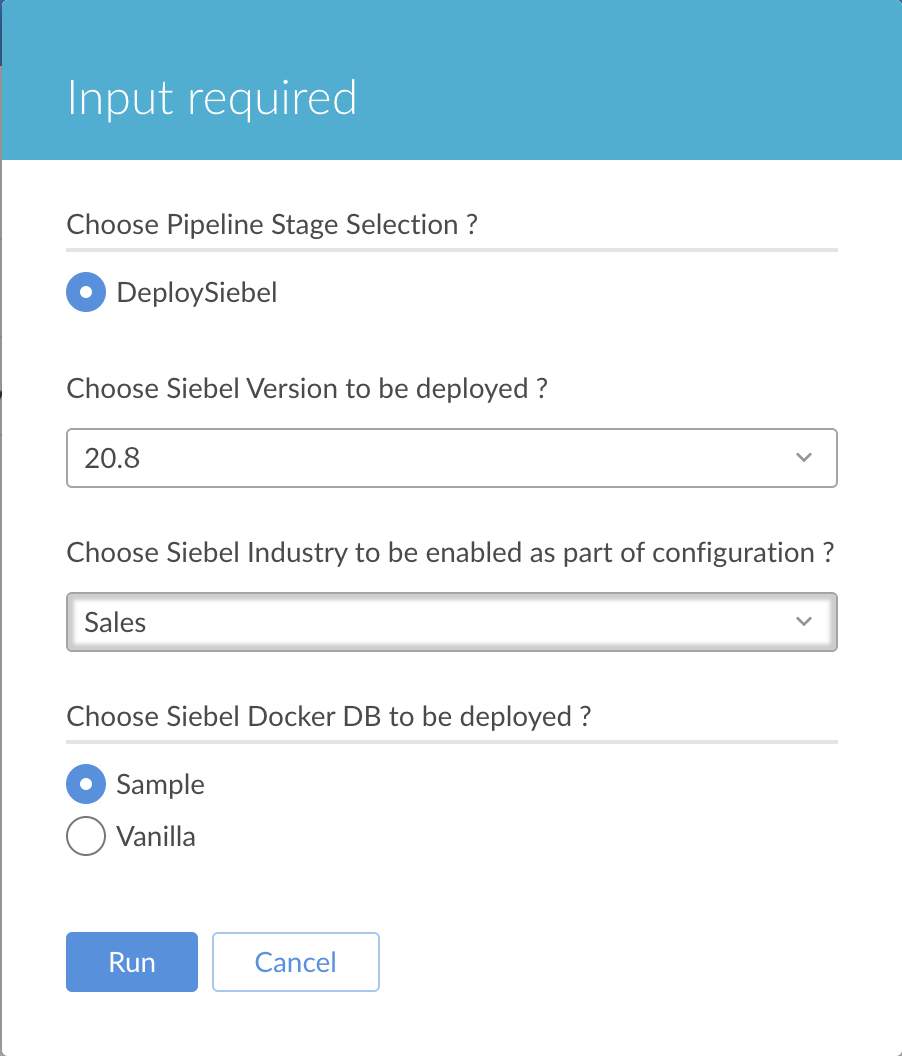 Input required
Choose Pipeline Stage Selection ?
DeploySiebel
Choose Siebel Version to be deployed ?
20.8
Choose Siebel Industry to be enabled as part of configuration ?
Sales
Choose Siebel Docker DB to be deployed ?
Sample
Vanilla
Run Cancel